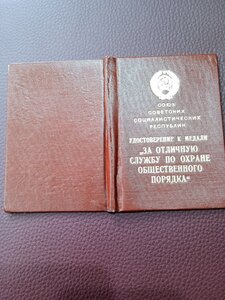 СОЮЗ
СОВЕТСКИХ
СОЦИАЛИСТИЧЕСКИХ
РЕСПУБЛИК
УДОСТОВЕРЕНИЕ К МЕДАЛИ
„ЗА ОТЛИЧНУЮ
СЛУЖБУ ПО ОХРАНЕ
ОБЩЕСТВЕННОГО
ПОРЯДКА“